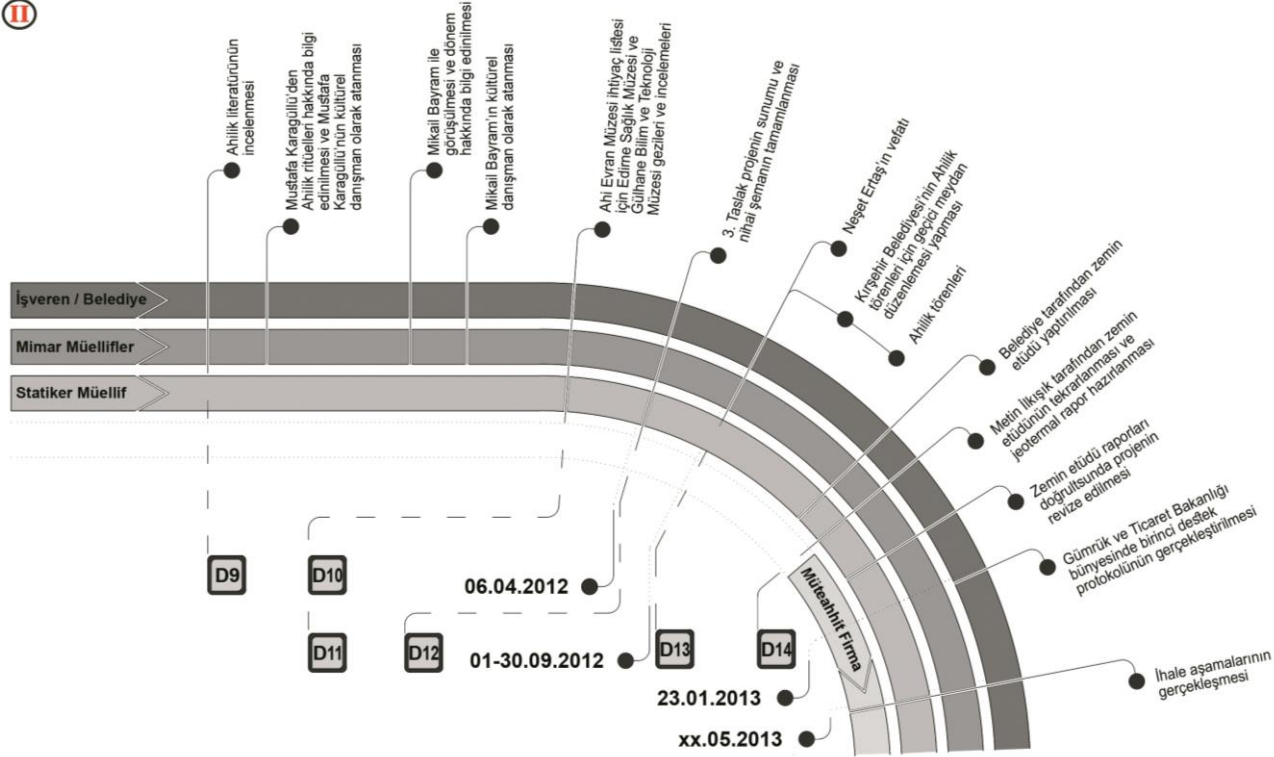 II
Ahilik literatürünün
incelenmesi
Mustafa Karagüllü'den
Ahilik ritüelleri hakkında bilgi
edinilmesi ve Mustafa
Karagüllü'nün kültürel
danışman olarak atanması
Mikail Bayram ile
görüşülmesi ve dönem
hakkında bilgi edinilmesi
Mikail Bayram'ın kültürel
danışman olarak atanması
Ahi Evran Müzesi ihtiyaç listesi
için Edirne Sağlık Müzesi ve
Gülhane Bilim ve Teknoloji
Müzesi gezileri ve incelemeleri
3. Taslak projenin sunumu ve
nihai şemanın tamamlanması
Neşet Ertaş'ın vefatı
Kırşehir Belediyesi'nin Ahilik
törenleri için geçici meydan
düzenlemesi yapması
Ahilik törenleri
Belediye tarafından zemin
etüdü yaptırılması
Metin İlkışık tarafından zemin
etüdünün tekrarlanması ve
jeotermal rapor hazırlanması
Zemin etüdü raporları
doğrultsunda projenin
revize edilmesi
Gümrük ve Ticaret Bakanlığı
bünyesinde birinci destek
protokolünün gerçekleştirilmesi
İhale aşamalarının
gerçekleşmesi
İşveren / Belediye
Mimar Müellifler
Statiker Müellif
Müteahhit Firma
D9
D10
D11
D12
D13
D14
06.04.2012
01-30.09.2012
23.01.2013
xx.05.2013